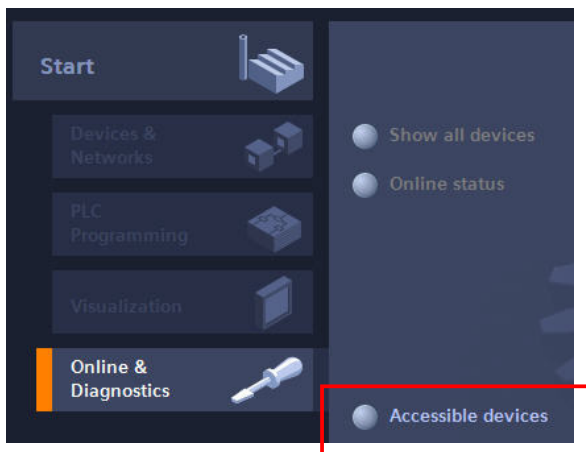 Start
Devices &
Networks
PLC
Programming
Visualization
Online &
Diagnostics
Show all devices
Online status
Accessible devices